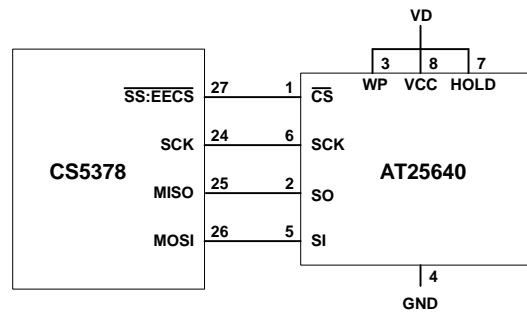 VD
3 8 7
WP VCC HOLD
SS:EECS 27 1 CS
SCK 24 6 SCK
CS5378 AT25640
MISO 25 2 SO
MOSI 26 5 SI
4
GND